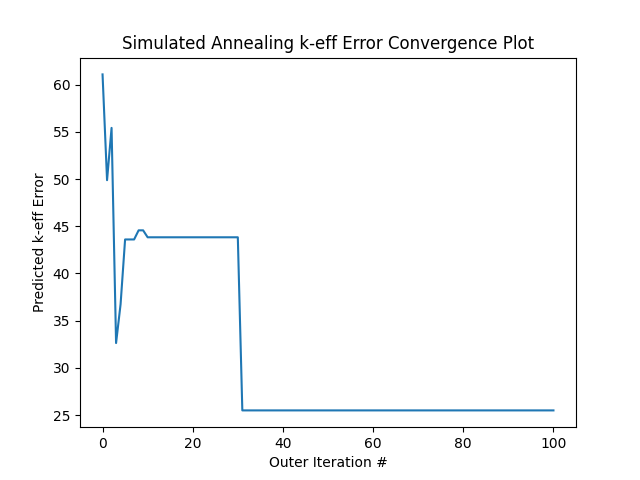 Simulated Annealing k-eff Error Convergence Plot
60
55
50
45
40
35
30
25
Predicted k-eff Error
0 20 40 60 80 100
Outer Iteration #